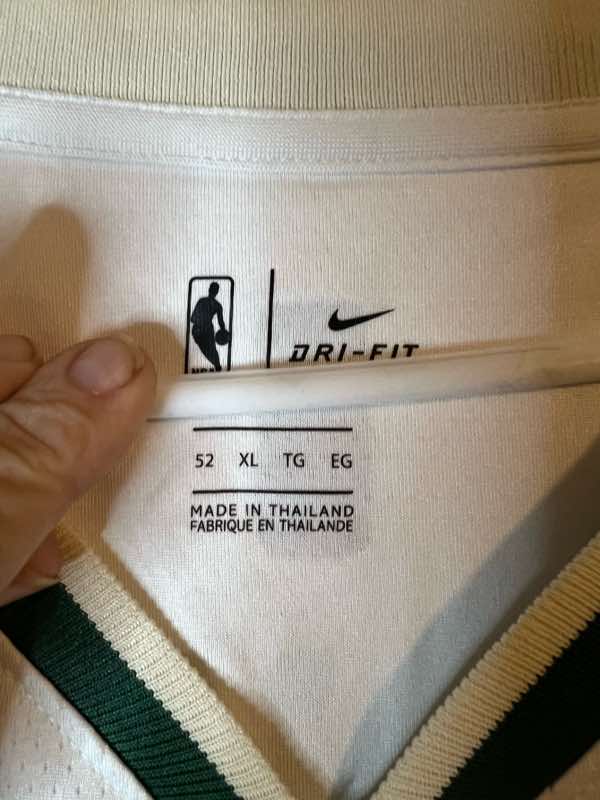 DRI-FIT
52 XL TG EG
MADE IN THAILAND
FABRIQUE EN THAILANDE